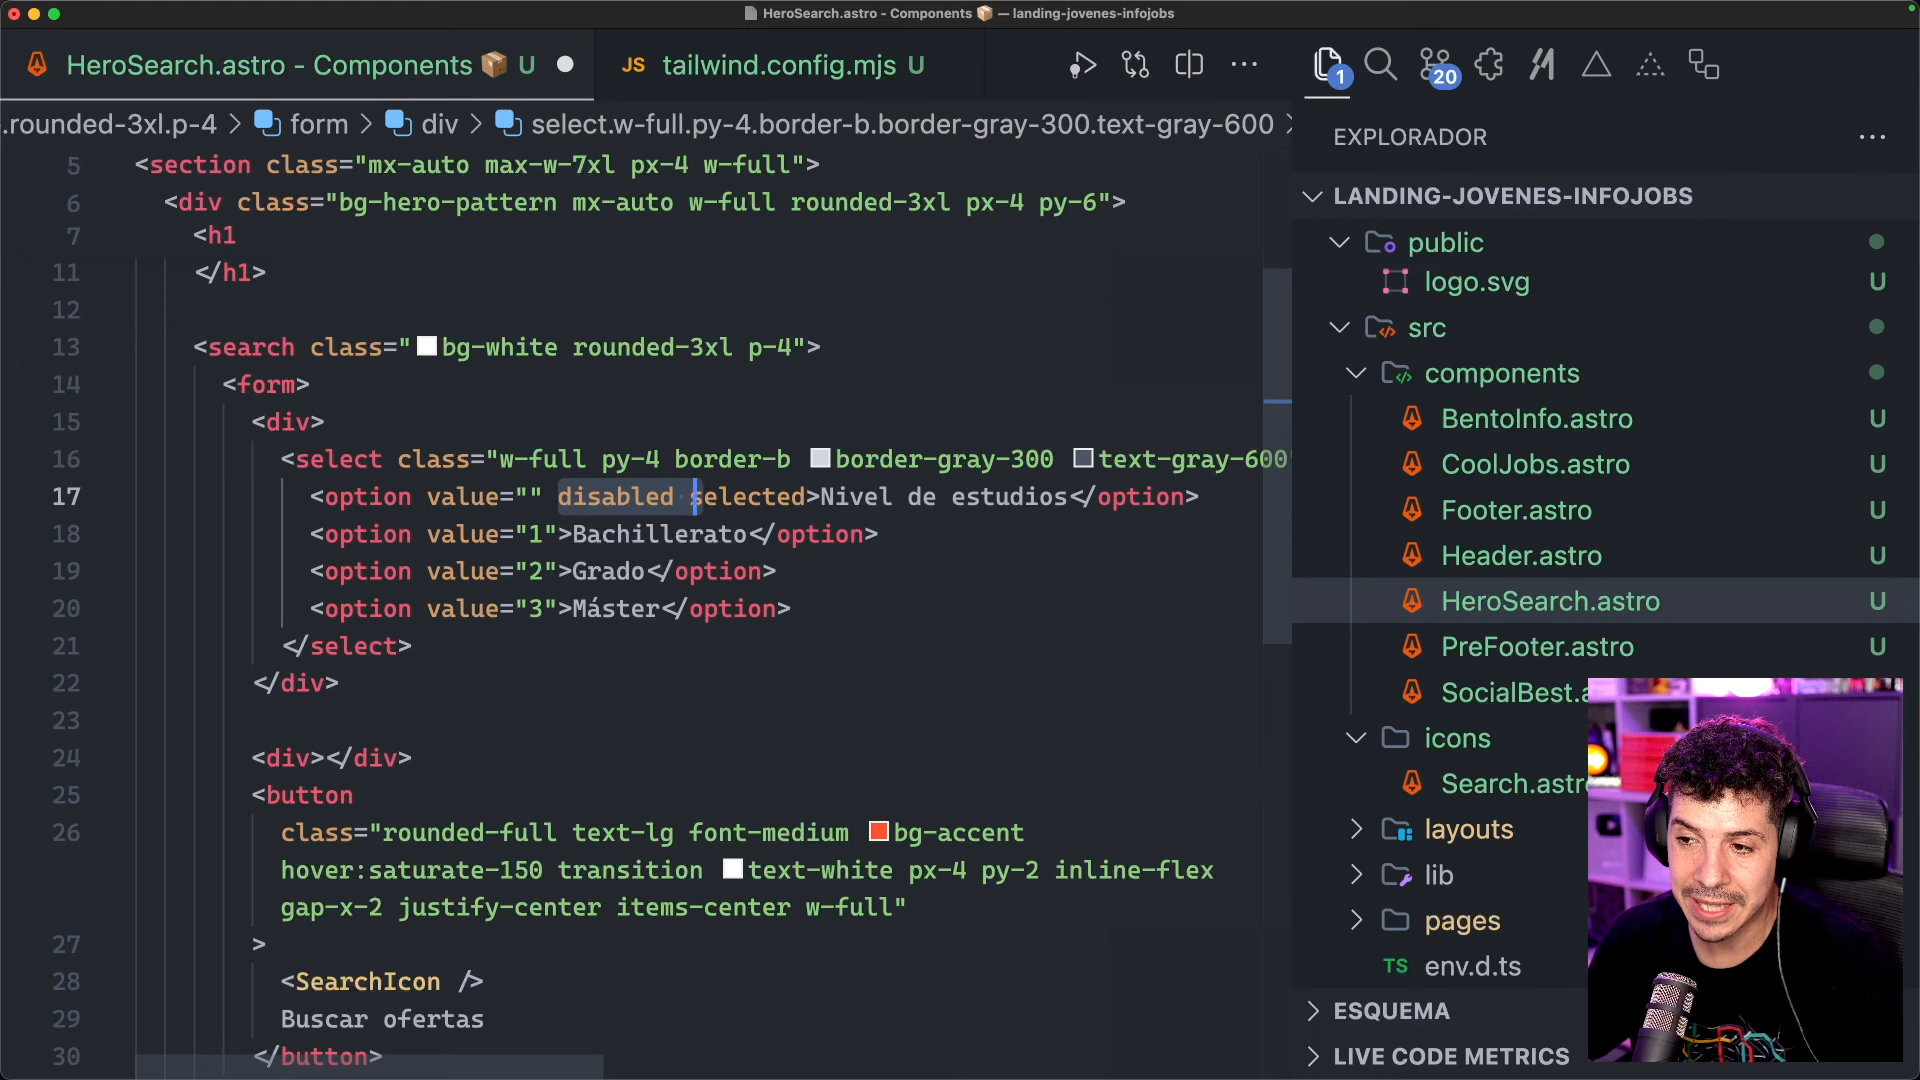 HeroSearch.astro - Components 📦 — landing-jovenes-infojobs
HeroSearch.astro - Components 📦 U
JS tailwind.config.mjs U
1
20
.rounded-3xl.p-4 > form > div > select.w-full.py-4.border-b.border-gray-300.text-gray-600 >
5 <section class="mx-auto max-w-7xl px-4 w-full">
6 <div class="bg-hero-pattern mx-auto w-full rounded-3xl px-4 py-6">
7 <h1
11 </h1>
12
13 <search class="bg-white rounded-3xl p-4">
14 <form>
15 <div>
16 <select class="w-full py-4 border-b border-gray-300 text-gray-600"
17 <option value="" disabled selected>Nivel de estudios</option>
18 <option value="1">Bachillerato</option>
19 <option value="2">Grado</option>
20 <option value="3">Máster</option>
21 </select>
22 </div>
23
24 <div></div>
25 <button
26 class="rounded-full text-lg font-medium bg-accent
hover:saturate-150 transition text-white px-4 py-2 inline-flex
gap-x-2 justify-center items-center w-full"
27 >
28 <SearchIcon />
29 Buscar ofertas
30 </button>
EXPLORADOR
LANDING-JOVENES-INFOJOBS
public
logo.svg U
src
components
BentoInfo.astro U
CoolJobs.astro U
Footer.astro U
Header.astro U
HeroSearch.astro U
PreFooter.astro U
SocialBest.a
icons
Search.astr
layouts
lib
pages
TS env.d.ts
ESQUEMA
LIVE CODE METRICS